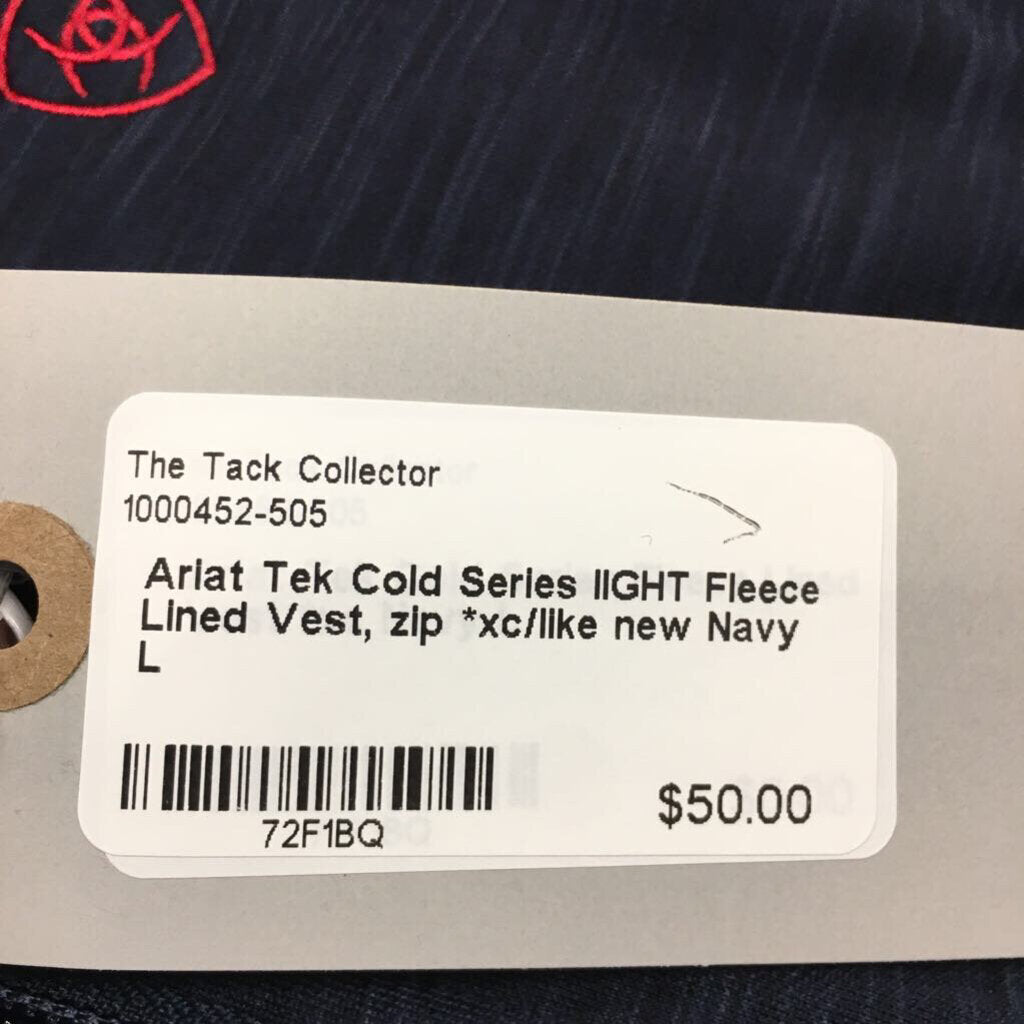 The Tack Collector
1000452-505
Ariat Tek Cold Series lIGHT Fleece
Lined Vest, zip *xc/like new Navy
L
72F1BQ
$50.00